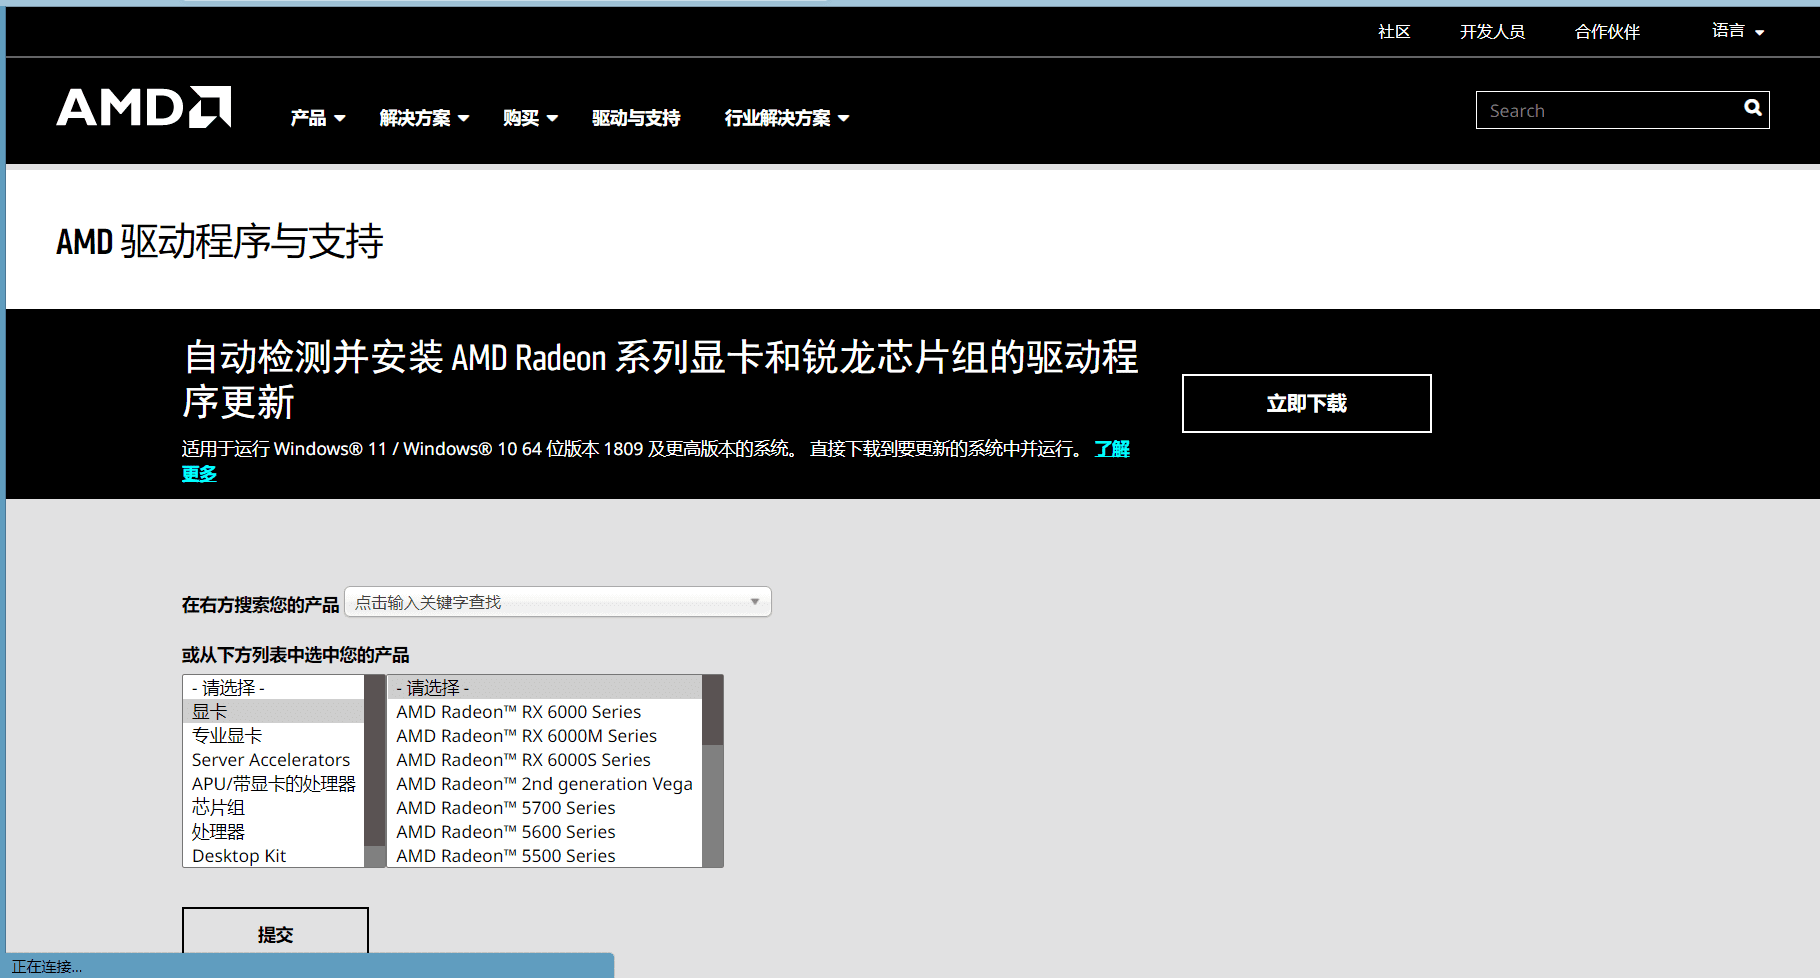 社区 开发人员 合作伙伴 语言
AMD 产品 解决方案 购买 驱动与支持 行业解决方案 Search
AMD 驱动程序与支持
自动检测并安装 AMD Radeon 系列显卡和锐龙芯片组的驱动程
序更新
适用于运行 Windows® 11 / Windows® 10 64 位版本 1809 及更高版本的系统。 直接下载到要更新的系统中并运行。 了解
更多
立即下载
在右方搜索您的产品 点击输入关键字查找
或从下方列表中选中您的产品
- 请选择 -
显卡
专业显卡
Server Accelerators
APU/带显卡的处理器
芯片组
处理器
Desktop Kit
- 请选择 -
AMD Radeon™ RX 6000 Series
AMD Radeon™ RX 6000M Series
AMD Radeon™ RX 6000S Series
AMD Radeon™ 2nd generation Vega
AMD Radeon™ 5700 Series
AMD Radeon™ 5600 Series
AMD Radeon™ 5500 Series
提交
正在连接...